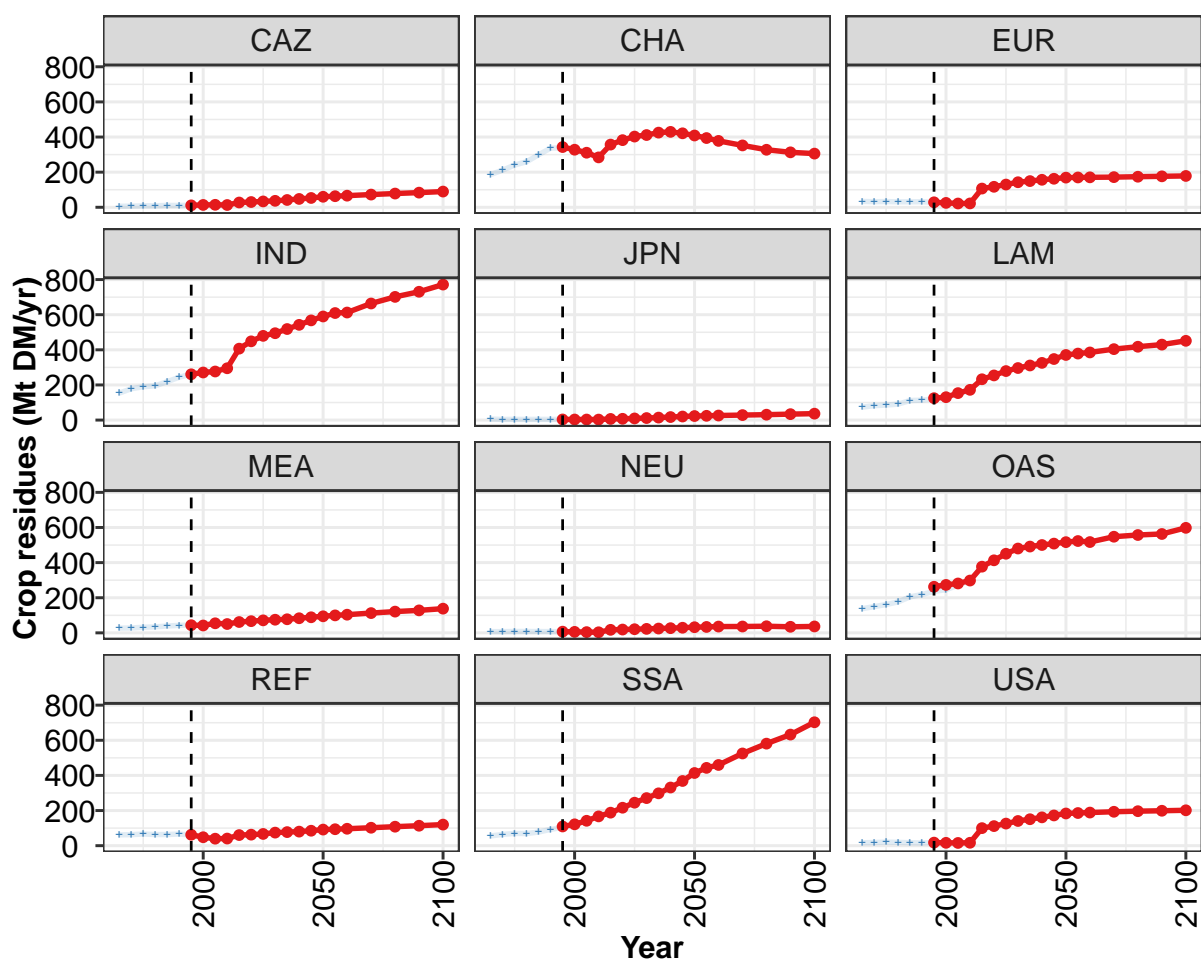 CAZ CHA EUR
800
600
400
200
0
IND JPN LAM
800
600
400
200
0
MEA NEU OAS
800
600
400
200
0
REF SSA USA
800
600
400
200
0
Crop residues (Mt DM/yr)
2000 2050 2100 2000 2050 2100 2000 2050 2100
Year